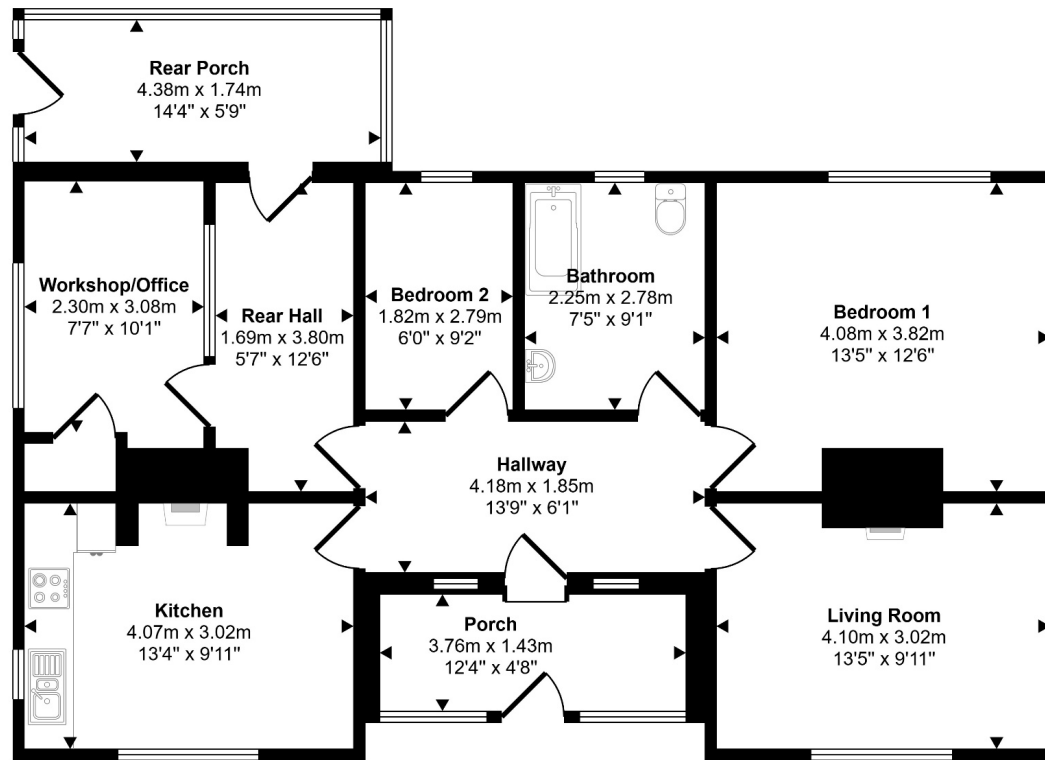 Rear Porch
4.38m x 1.74m
14'4" x 5'9"
Workshop/Office
2.30m x 3.08m
7'7" x 10'1"
Rear Hall
1.69m x 3.80m
5'7" x 12'6"
Bedroom 2
1.82m x 2.79m
6'0" x 9'2"
Bathroom
2.25m x 2.78m
7'5" x 9'1"
Bedroom 1
4.08m x 3.82m
13'5" x 12'6"
Hallway
4.18m x 1.85m
13'9" x 6'1"
Kitchen
4.07m x 3.02m
13'4" x 9'11"
Porch
3.76m x 1.43m
12'4" x 4'8"
Living Room
4.10m x 3.02m
13'5" x 9'11"